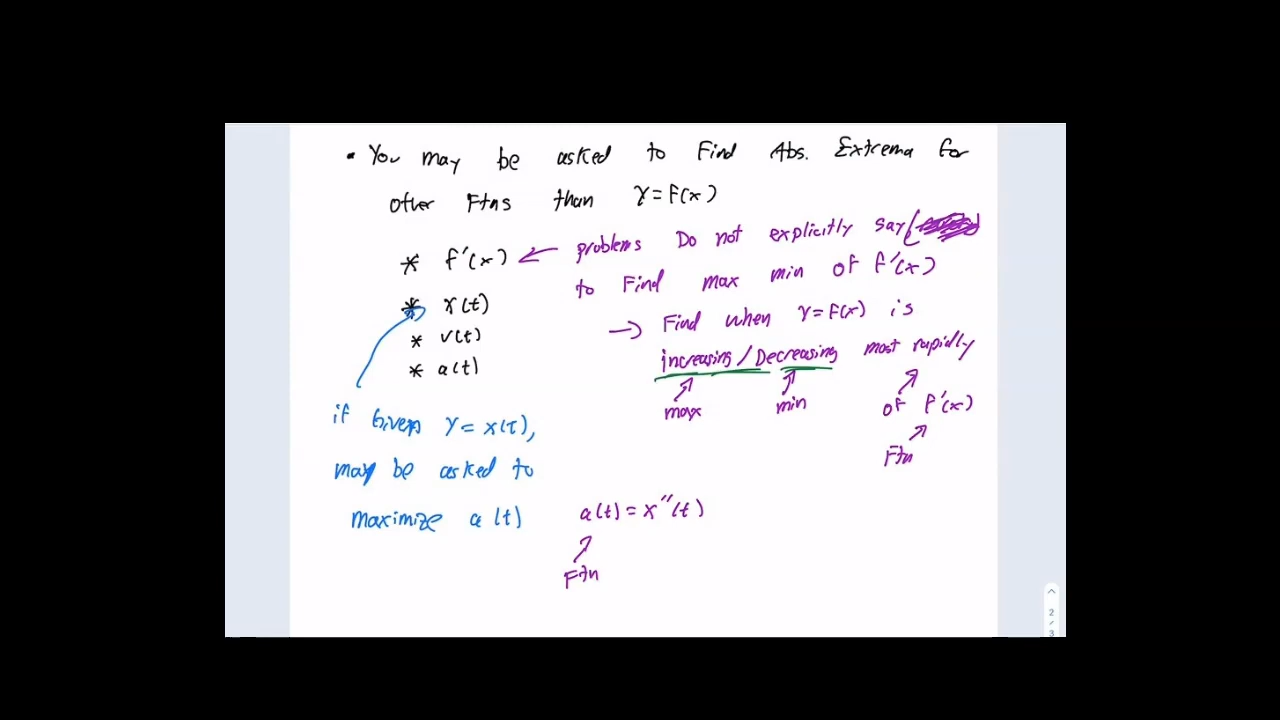 • You may be asked to Find Abs. Extrema For
other Ftns than y = F(x)
* f'(x) ← problems Do not explicitly say
to Find max min of f'(x)
* x(t)
→ Find when y=F(x) is
* v(t)
increasing / Decreasing most rapidly
* a(t)
max min of f'(x)
Ftn
if Given y = x(t),
may be asked to
maximize a(t)
a(t) = x''(t)
Ftn
2
/
3